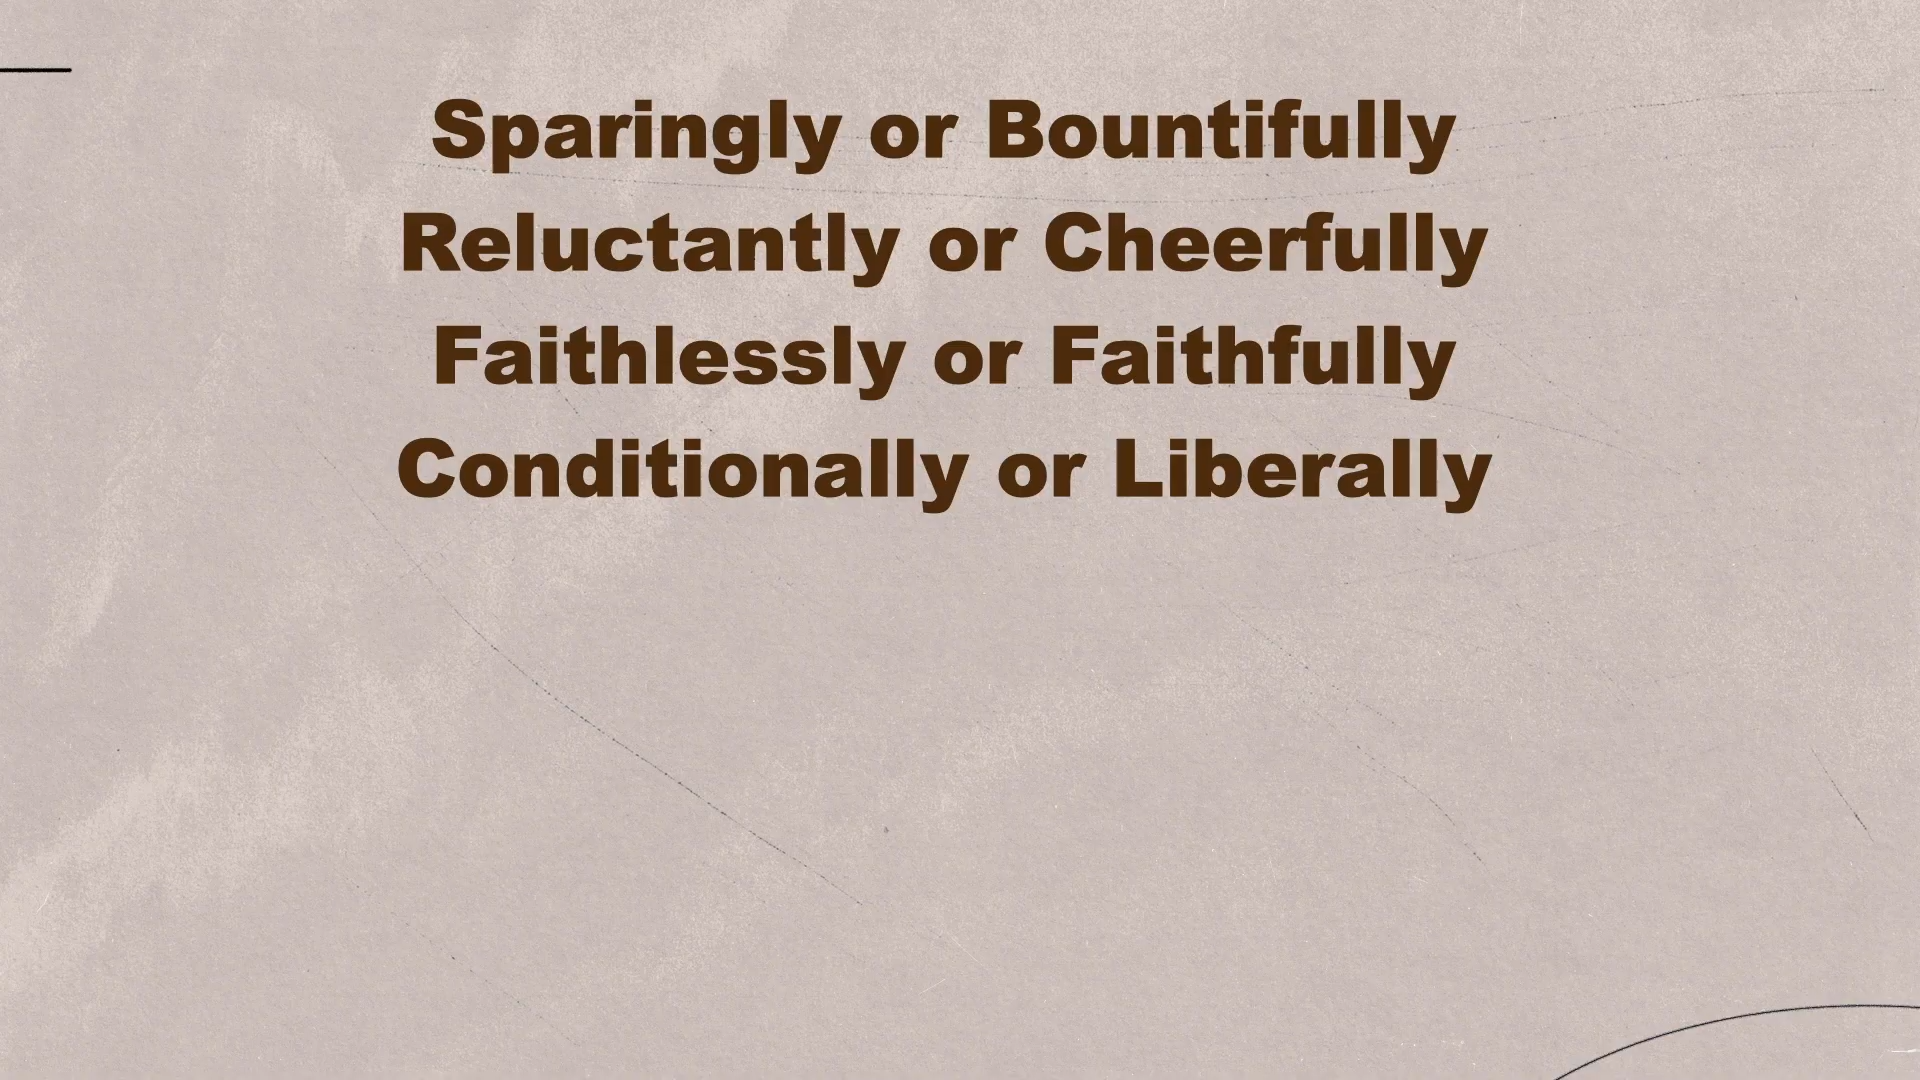 Sparingly or Bountifully
Reluctantly or Cheerfully
Faithlessly or Faithfully
Conditionally or Liberally